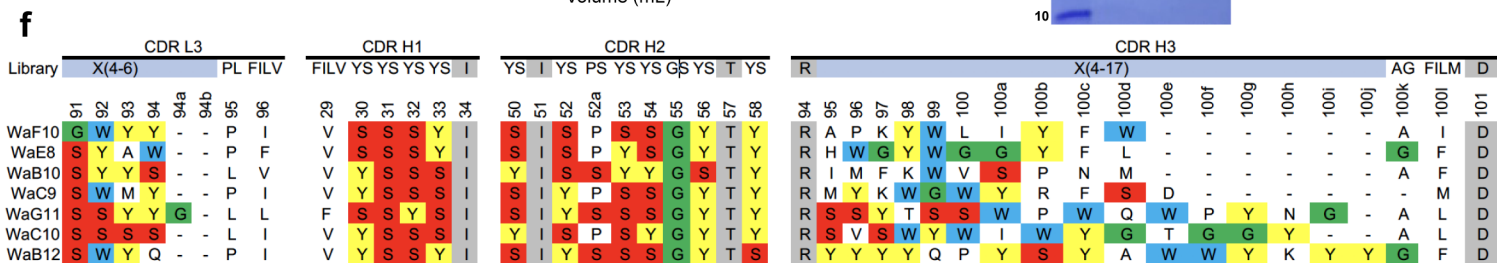 Volume (mL)
10
f
CDR L3 CDR H1 CDR H2 CDR H3
Library X(4-6) PL FILV FILV YS YS YS YS I YS I YS PS YS YS GS YS T YS R X(4-17) AG FILM D
91 92 93 94 94a 94b 95 96 29 30 31 32 33 34 50 51 52 52a 53 54 55 56 57 58 94 95 96 97 98 99 100 100a 100b 100c 100d 100e 100f 100g 100h 100i 100j 100k 100l 101
WaF10 G W Y Y - - P I V S S S Y I S I S P S S G Y T Y R A P K Y W L I Y F W - - - - - - A I D
WaE8 S Y A W - - P F V S S S Y I S I S P Y S G Y T Y R H W G Y W G G Y F L - - - - - - G F D
WaB10 S Y Y S - - L V V Y S S S I Y I S S Y Y G S T Y R I M F K W V S P N M - - - - - - A F D
WaC9 S W M Y - - P I V Y S S S I S I Y P S S G Y T Y R M Y K W G W Y R F S D - - - - - - M D
WaG11 S S Y Y G - L L F S S Y S I S I Y S S S G Y T Y R S S Y T S S W P W Q W P Y N G - A L D
WaC10 S S S S - - L I V Y S S S I Y I S P S Y G Y T Y R S V S W Y W I W Y G T G G Y - - A L D
WaB12 S W Y Q - - P I V Y S S Y I S I S S S S G Y T S R Y Y Y Y Q P Y S Y A W W Y K Y Y G F D